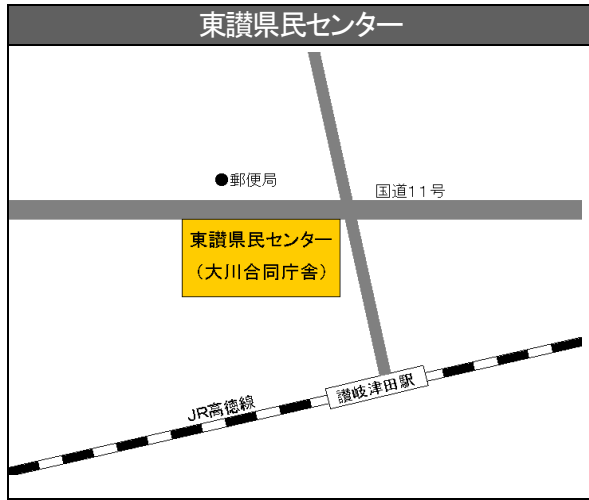 東讃県民センター
●郵便局
国道11号
東讃県民センター
（大川合同庁舎）
讃岐津田駅
JR高徳線